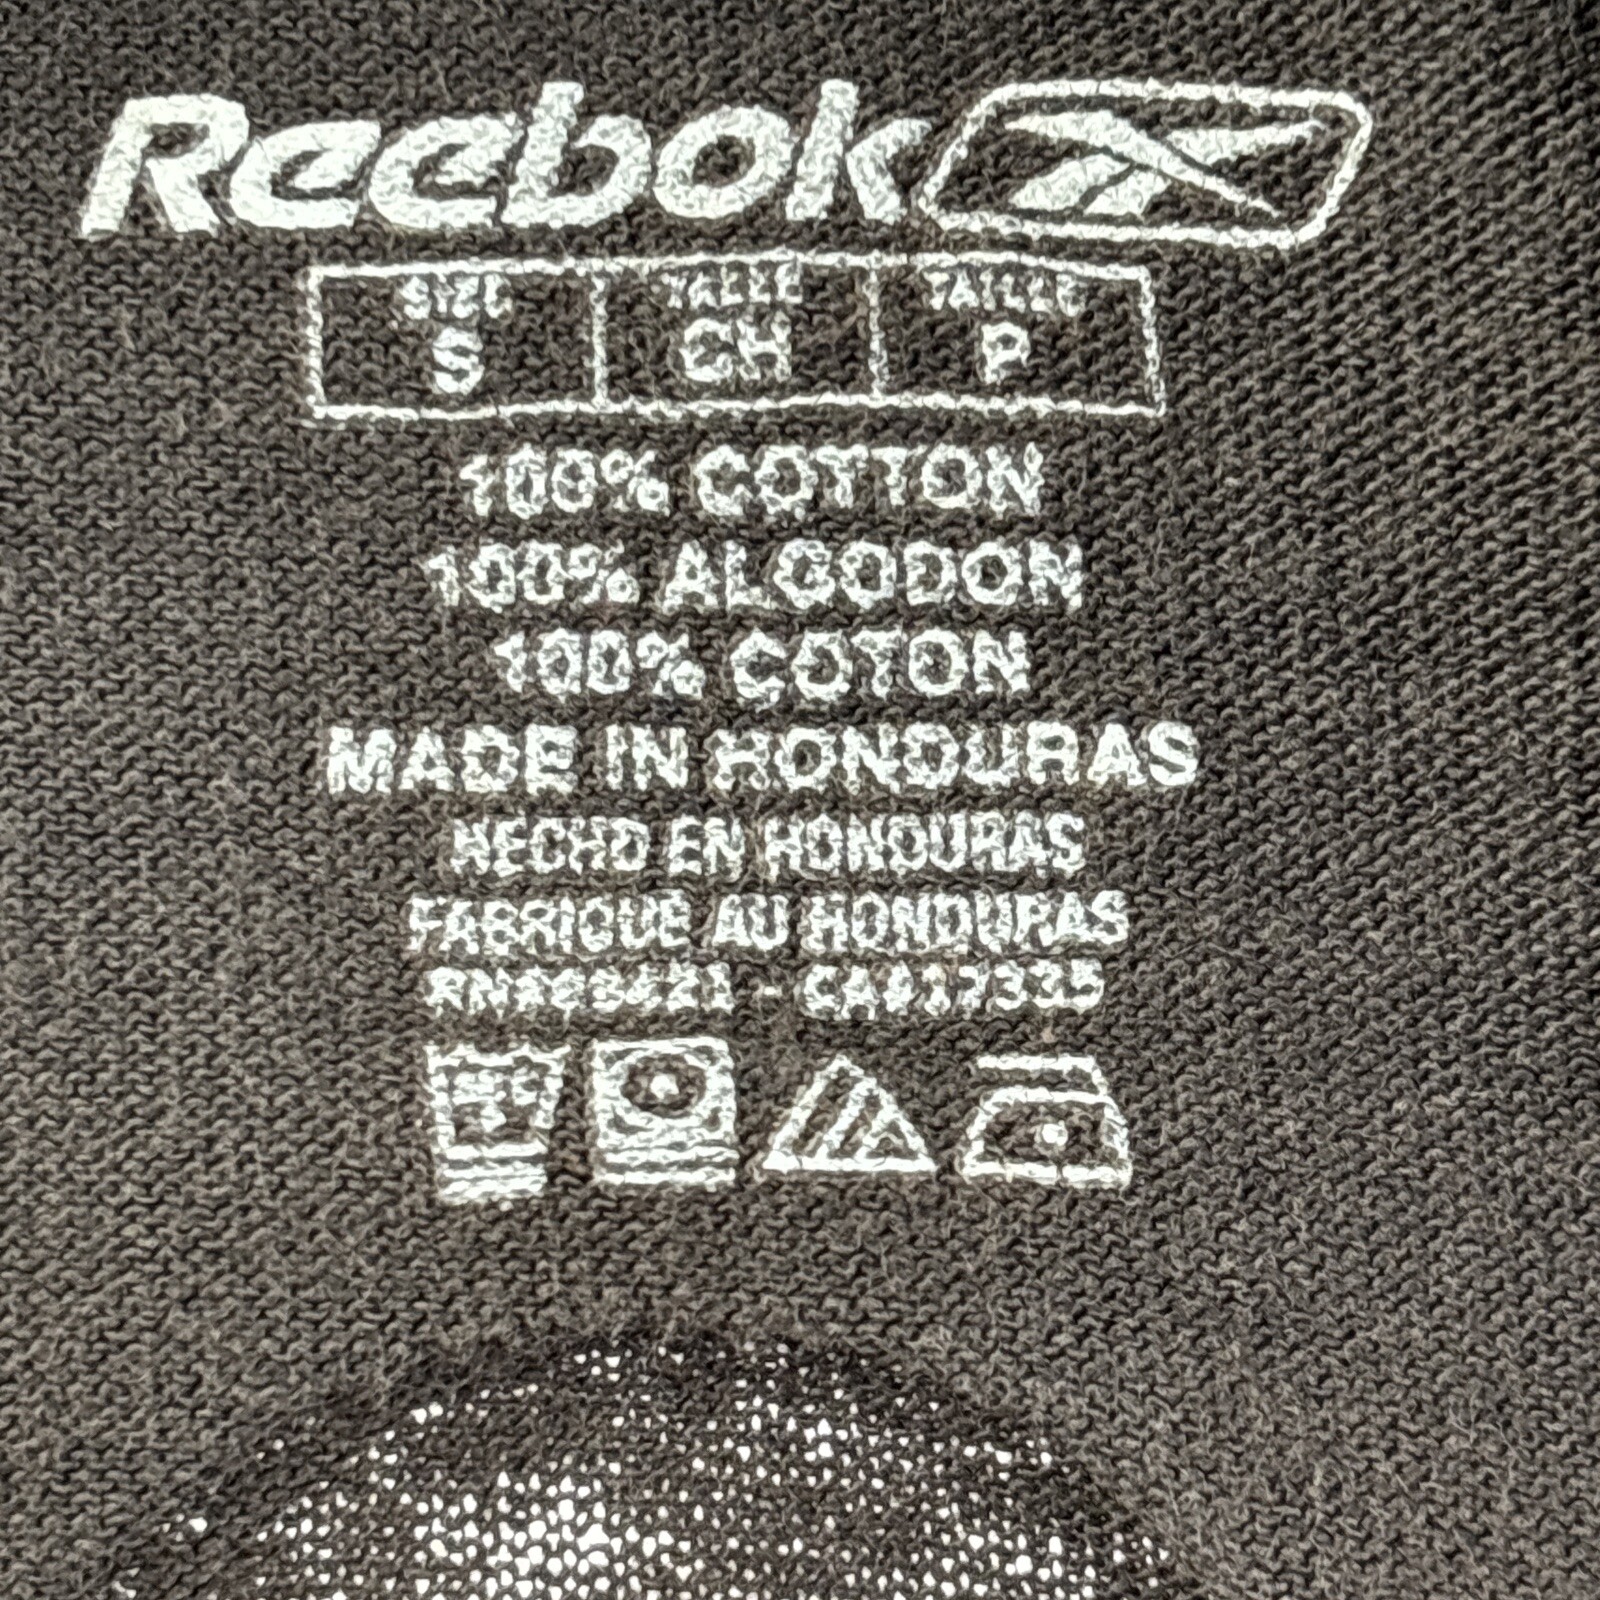 Reebok
SIZE TALLE TAILLE
S CH P
100% COTTON
100% ALGODON
100% COTON
MADE IN HONDURAS
HECHO EN HONDURAS
FABRIQUÉ AU HONDURAS